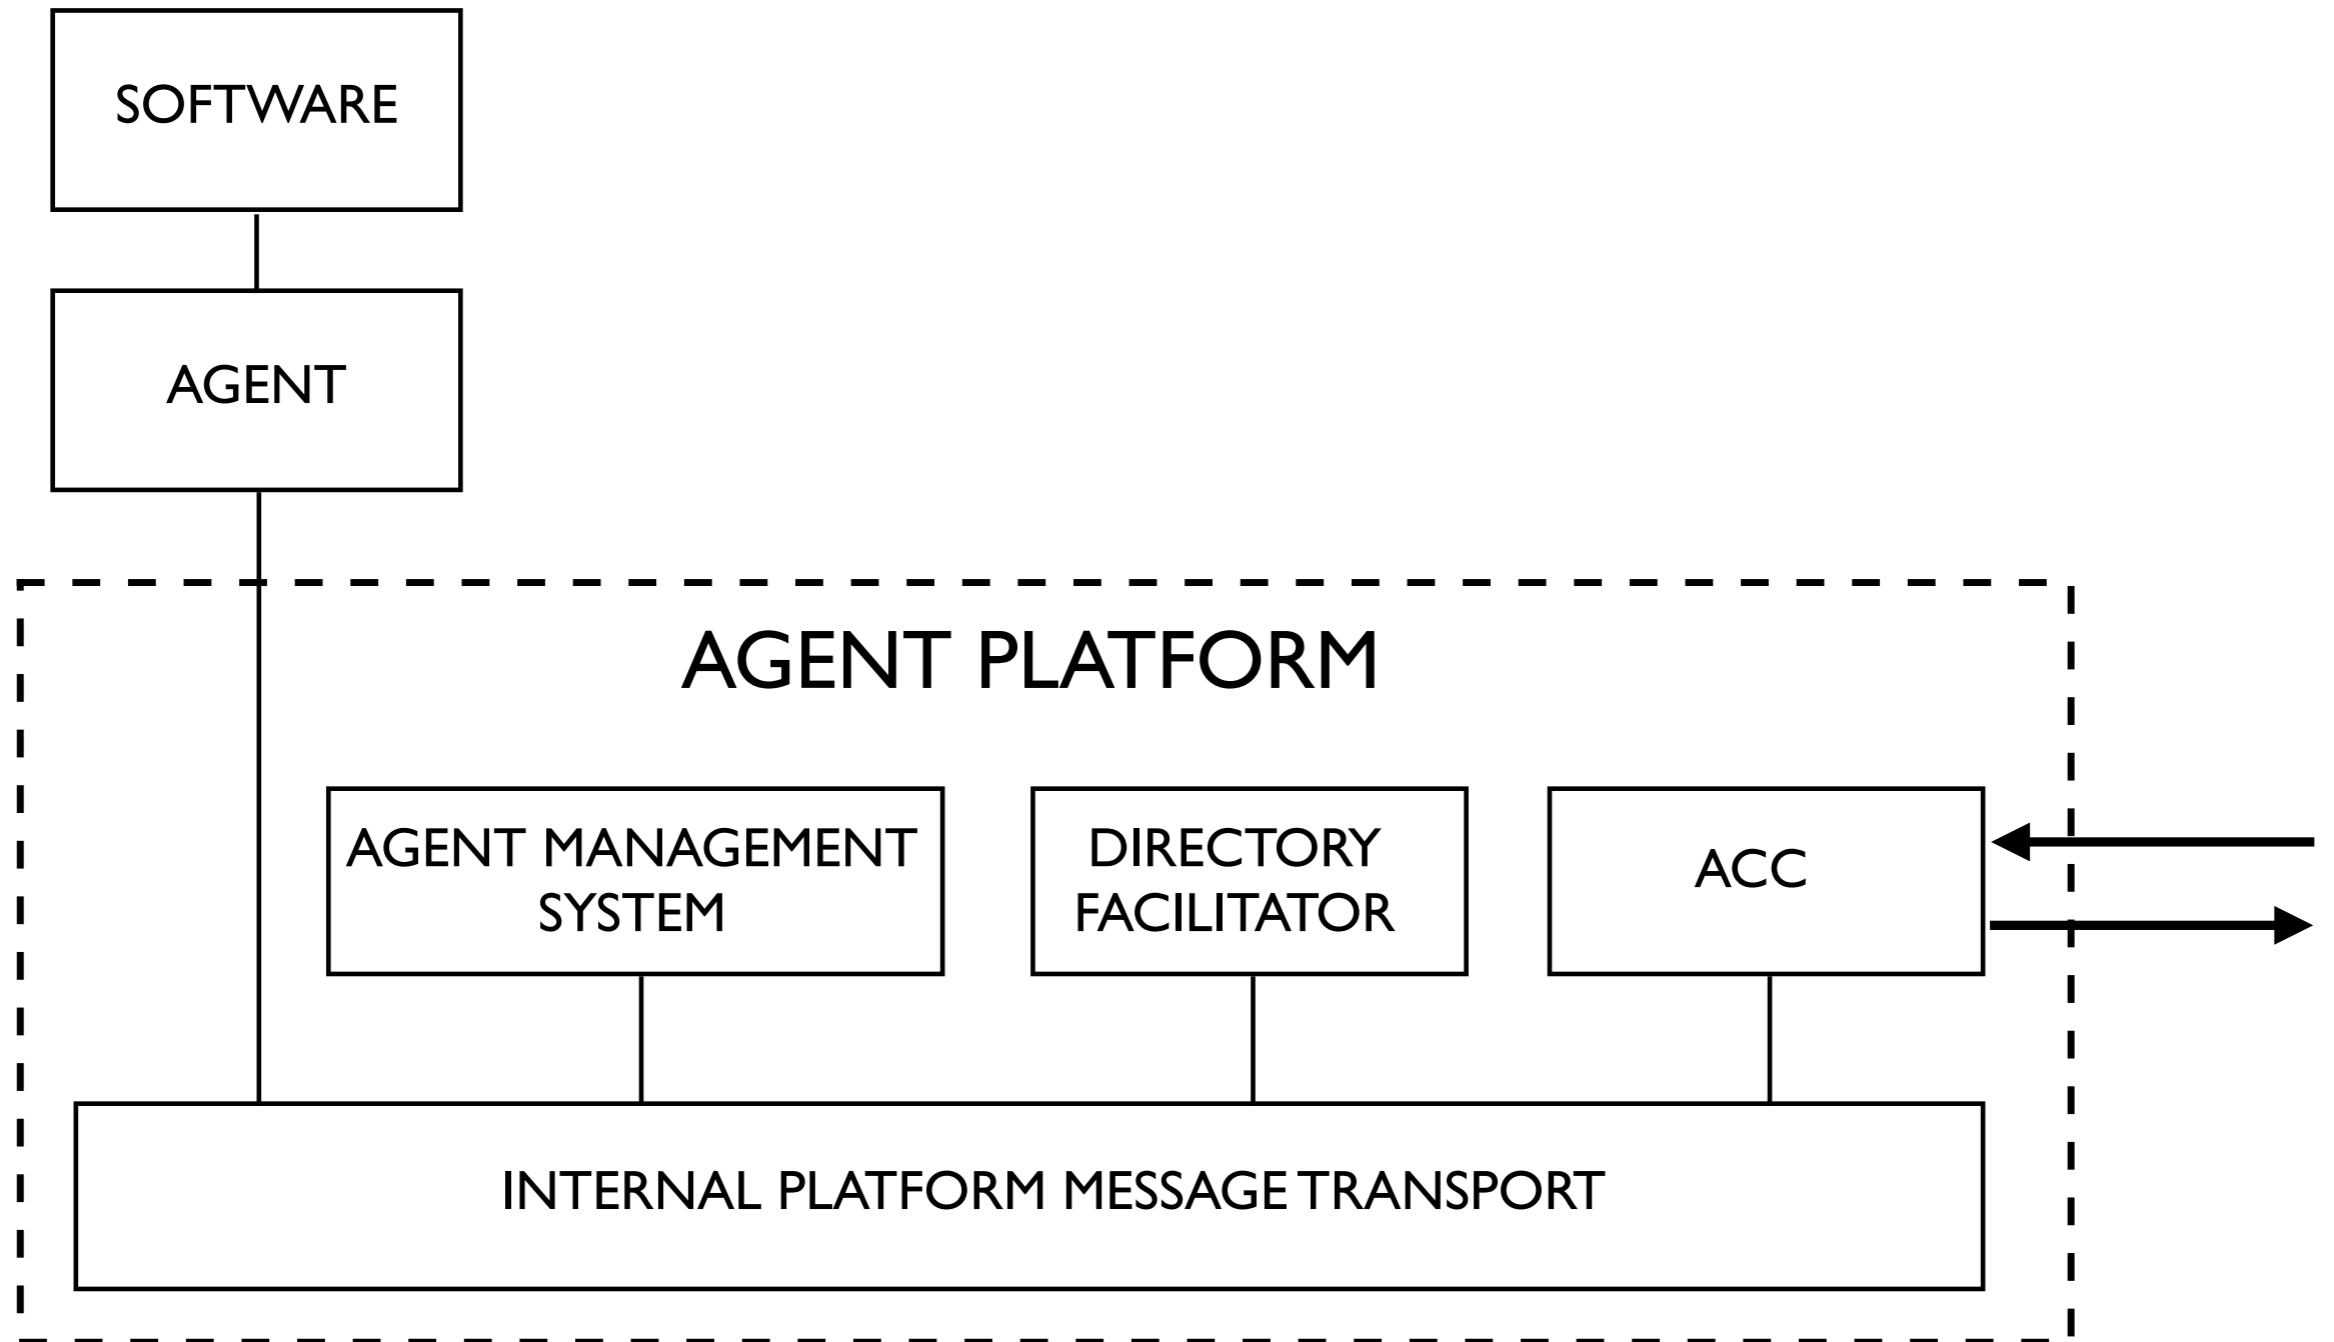 SOFTWARE
AGENT
AGENT PLATFORM
AGENT MANAGEMENT
SYSTEM
DIRECTORY
FACILITATOR
ACC
INTERNAL PLATFORM MESSAGE TRANSPORT